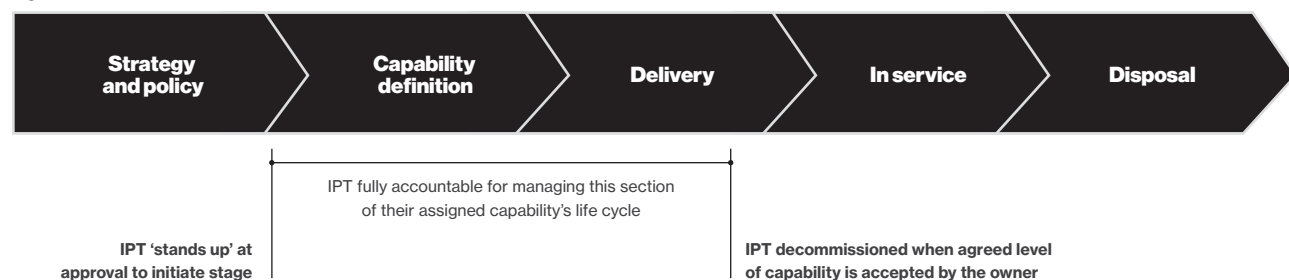 Strategy
and policy
Capability
definition
Delivery
In service
Disposal
IPT fully accountable for managing this section
of their assigned capability's life cycle
IPT 'stands up' at
approval to initiate stage
IPT decommissioned when agreed level
of capability is accepted by the owner